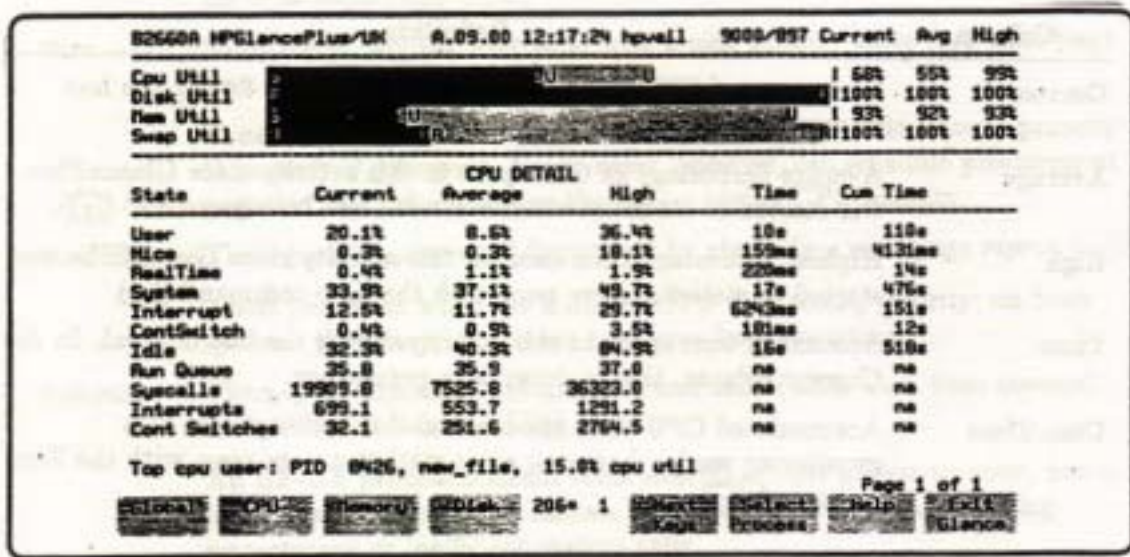 B2660A HPGlancePlus/UX A.09.00 12:17:24 hpvall 9000/897 Current Avg High
Cpu Util 68% 55% 99%
Disk Util 100% 100% 100%
Mem Util 93% 92% 93%
Swap Util 100% 100% 100%
CPU DETAIL
State Current Average High Time Cum Time
User 20.1% 8.6% 36.4% 10s 110s
Nice 0.3% 0.3% 10.1% 159ms 4131ms
RealTime 0.4% 1.1% 1.9% 220ms 14s
System 33.9% 37.1% 49.7% 17s 476s
Interrupt 12.5% 11.7% 29.7% 6243ms 151s
ContSwitch 0.4% 0.9% 3.5% 181ms 12s
Idle 32.3% 40.3% 84.9% 16s 518s
Run Queue 35.8 35.9 37.0 na na
Syscalls 19909.8 7525.8 36323.0 na na
Interrupts 699.1 553.7 1291.2 na na
Cont Switches 32.1 251.6 2764.5 na na
Top cpu user: PID 8426, new_file, 15.0% cpu util
Page 1 of 1
Global CPU Memory Disk 206* 1 Next Select Help Exit
Keys Process Glance